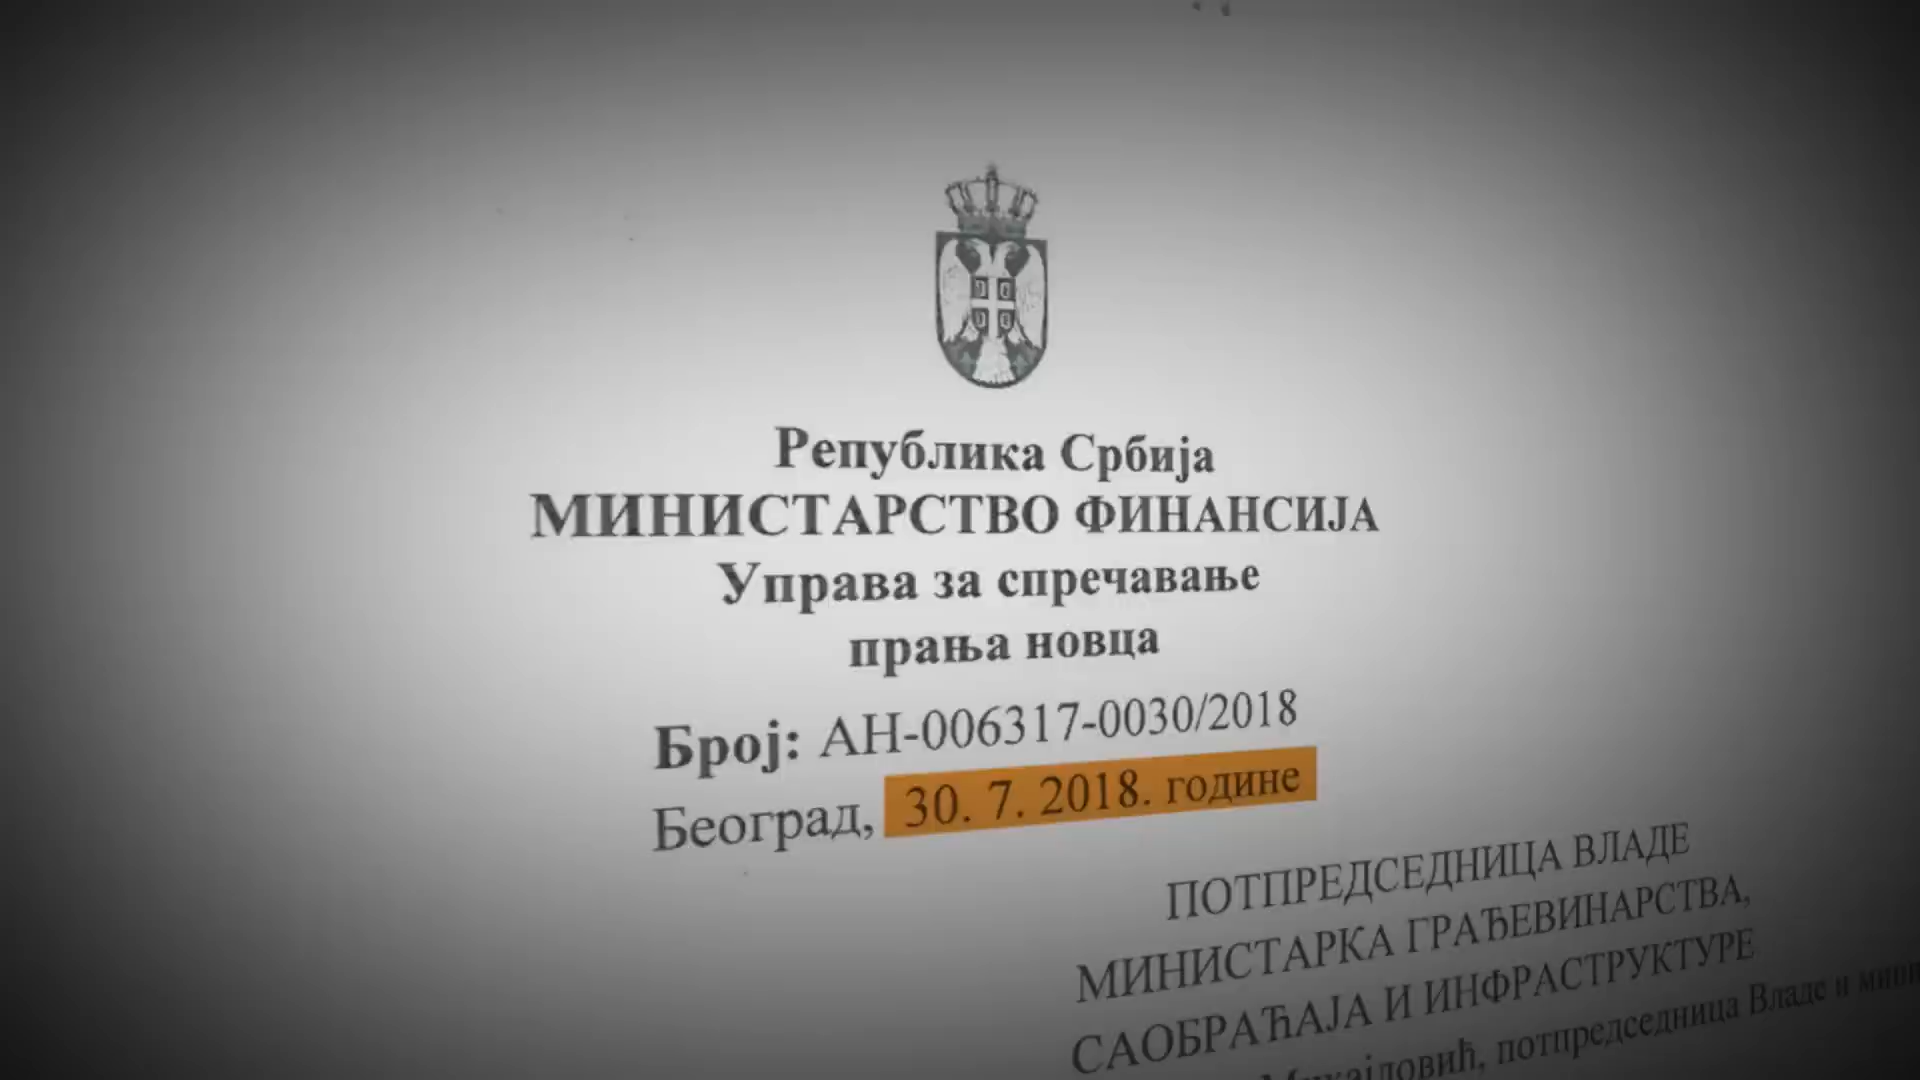 Република Србија
МИНИСТАРСТВО ФИНАНСИЈА
Управа за спречавање
прања новца
Број: АН-006317-0030/2018
Београд, 30. 7. 2018. године
ПОТПРЕДСЕДНИЦА ВЛАДЕ
МИНИСТАРКА ГРАЂЕВИНАРСТВА,
САОБРАЋАЈА И ИНФРАСТРУКТУРЕ
Михајловић, потпредседница Владе и